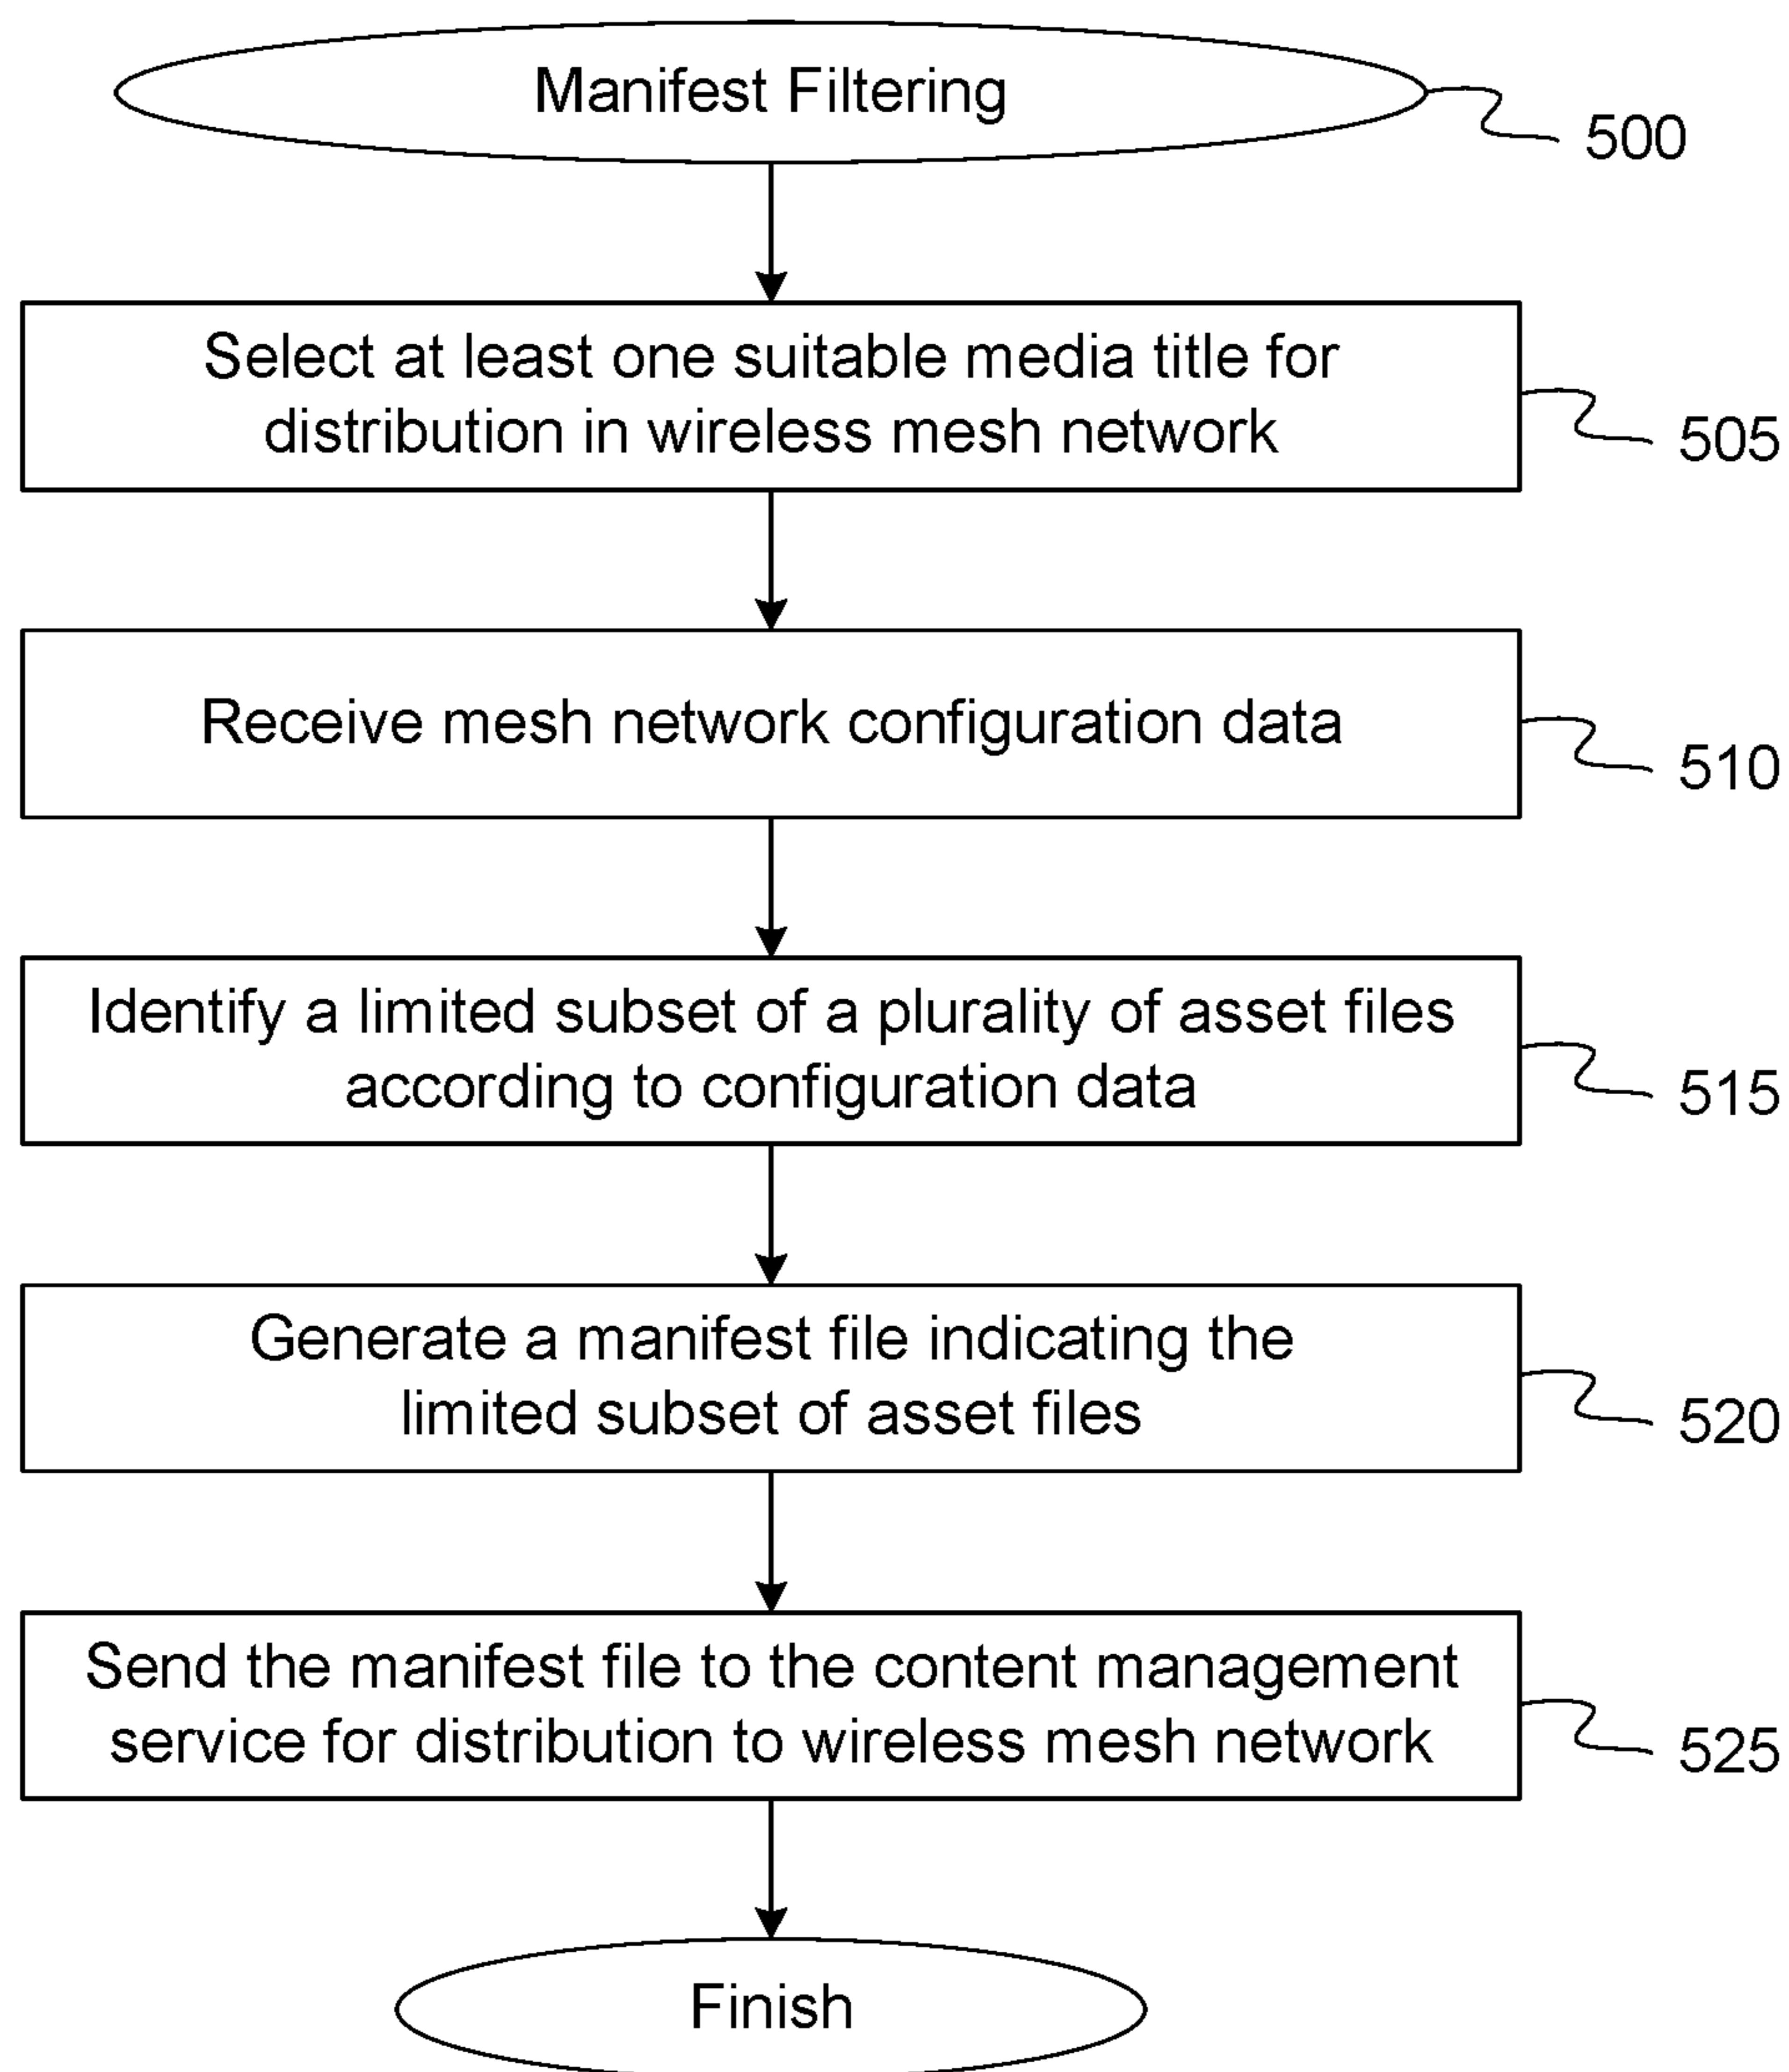 Manifest Filtering
500
Select at least one suitable media title for
distribution in wireless mesh network
505
Receive mesh network configuration data
510
Identify a limited subset of a plurality of asset files
according to configuration data
515
Generate a manifest file indicating the
limited subset of asset files
520
Send the manifest file to the content management
service for distribution to wireless mesh network
525
Finish